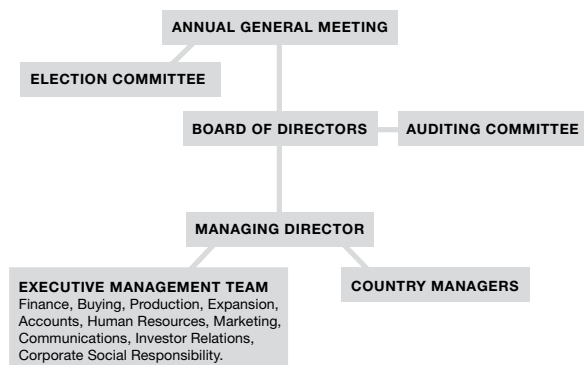 ANNUAL GENERAL MEETING
ELECTION COMMITTEE
BOARD OF DIRECTORS
AUDITING COMMITTEE
MANAGING DIRECTOR
EXECUTIVE MANAGEMENT TEAM
Finance, Buying, Production, Expansion,
Accounts, Human Resources, Marketing,
Communications, Investor Relations,
Corporate Social Responsibility.
COUNTRY MANAGERS